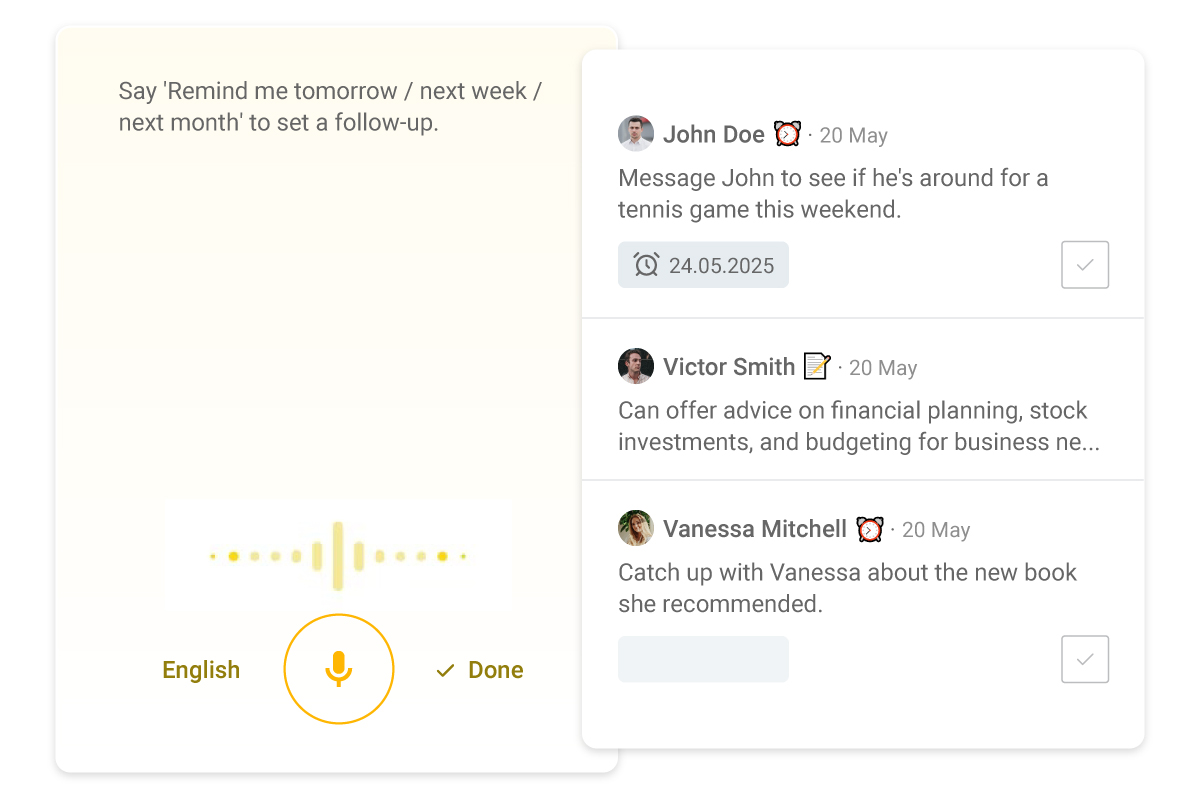 Say 'Remind me tomorrow / next week /
next month' to set a follow-up.
English
Done
John Doe ⏰ · 20 May
Message John to see if he's around for a
tennis game this weekend.
24.05.2025
Victor Smith 📝 · 20 May
Can offer advice on financial planning, stock
investments, and budgeting for business ne...
Vanessa Mitchell ⏰ · 20 May
Catch up with Vanessa about the new book
she recommended.